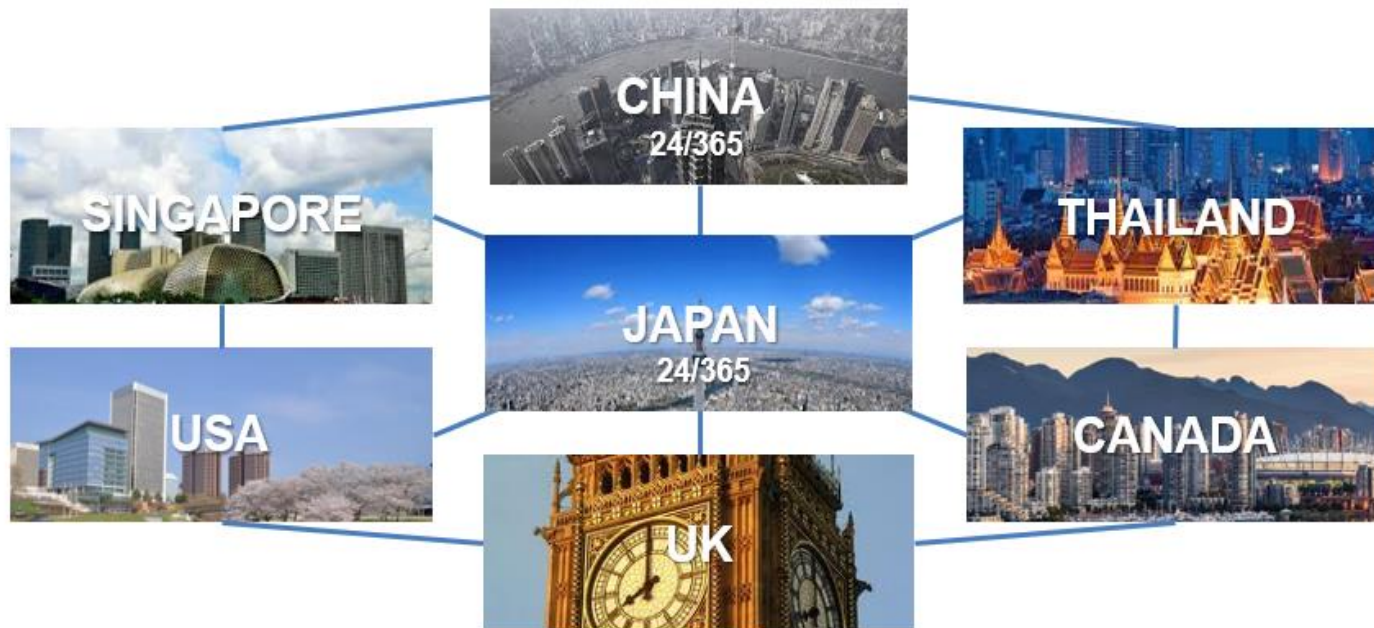 CHINA
24/365
SINGAPORE
THAILAND
JAPAN
24/365
USA
CANADA
UK